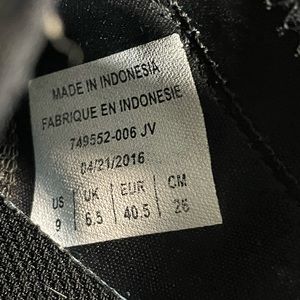 MADE IN INDONESIA
FABRIQUE EN INDONESIE
749552-006 JV
04/21/2016
US UK EUR CM
9 6.5 40.5 26